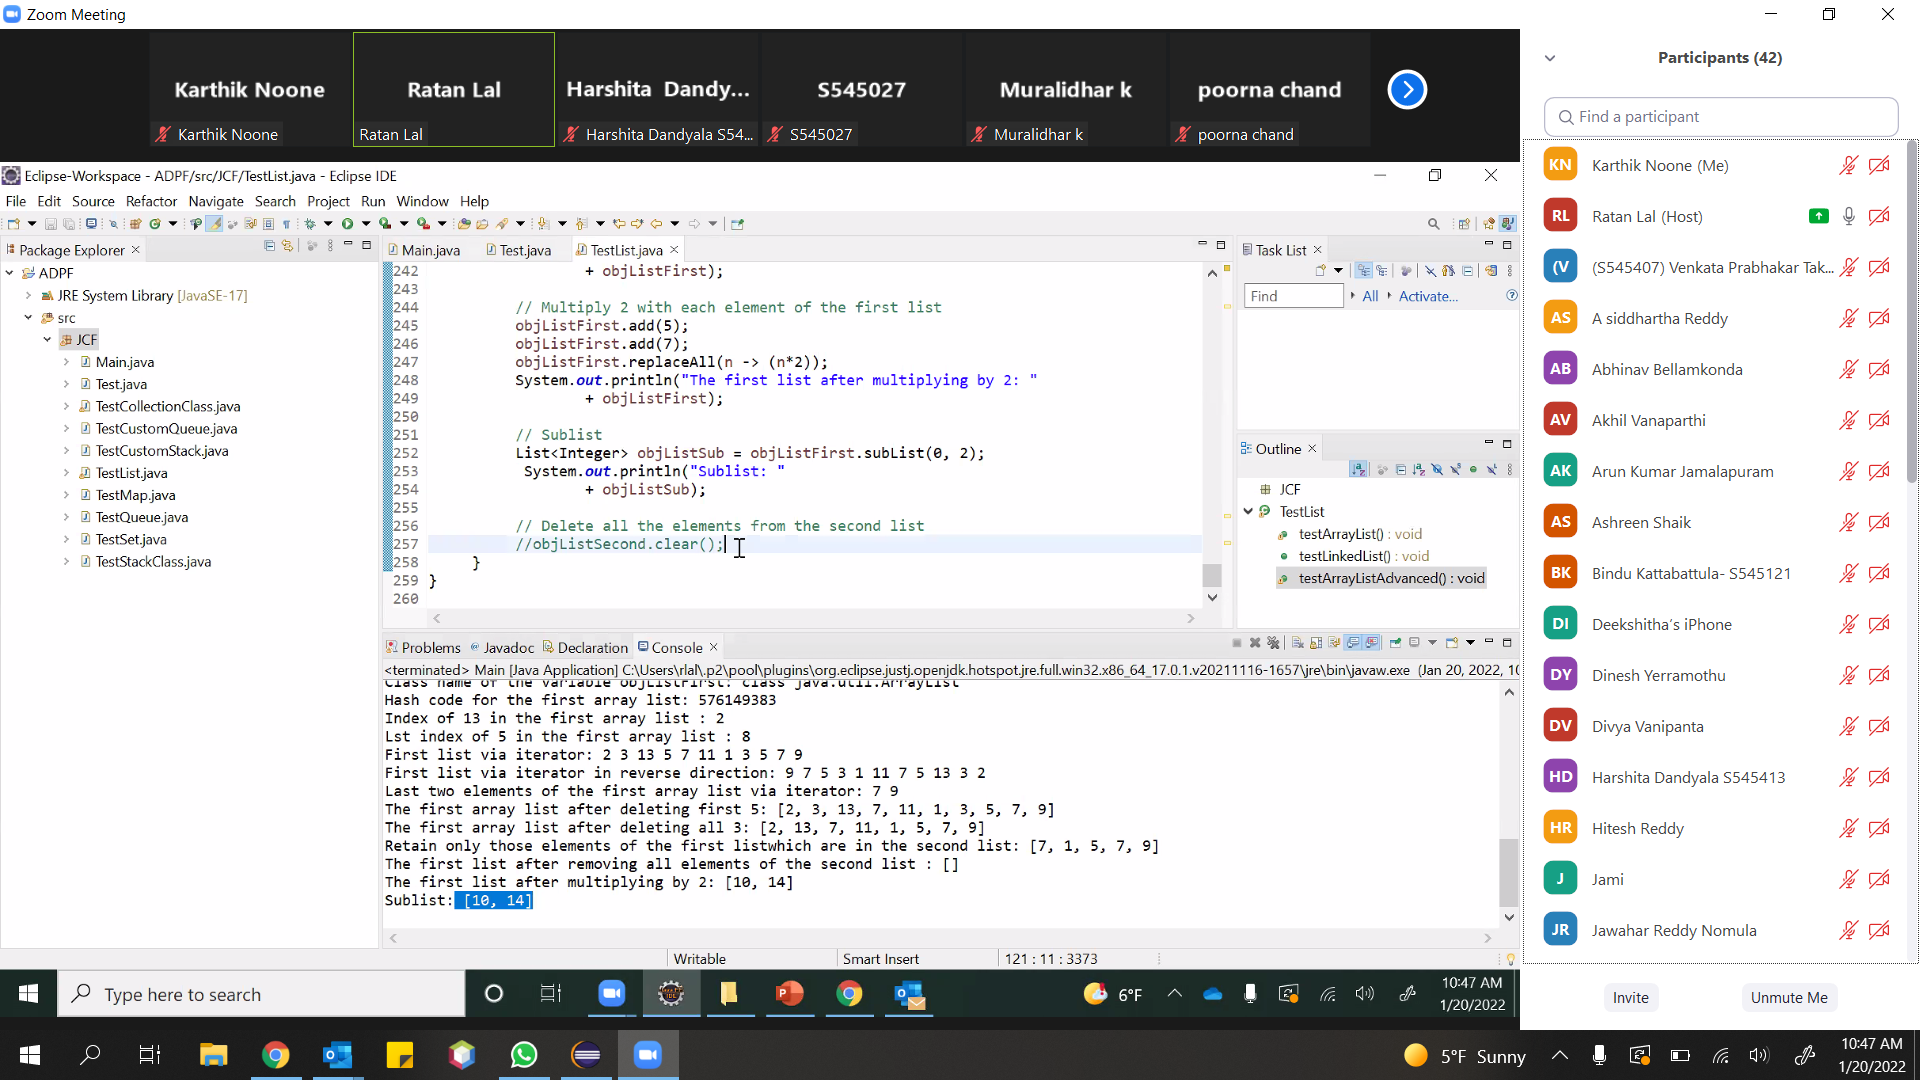 Zoom Meeting
Karthik Noone
Ratan Lal
Harshita Dandy...
S545027
Muralidhar k
poorna chand
Karthik Noone
Ratan Lal
Harshita Dandyala S54...
S545027
Muralidhar k
poorna chand
Eclipse-Workspace - ADPF/src/JCF/TestList.java - Eclipse IDE
File Edit Source Refactor Navigate Search Project Run Window Help
Package Explorer
ADPF
JRE System Library [JavaSE-17]
src
JCF
Main.java
Test.java
TestCollectionClass.java
TestCustomQueue.java
TestCustomStack.java
TestList.java
TestMap.java
TestQueue.java
TestSet.java
TestStackClass.java
Main.java Test.java TestList.java
242 + objListFirst);
243
244 // Multiply 2 with each element of the first list
245 objListFirst.add(5);
246 objListFirst.add(7);
247 objListFirst.replaceAll(n -> (n*2));
248 System.out.println("The first list after multiplying by 2: "
249 + objListFirst);
250
251 // Sublist
252 List<Integer> objListSub = objListFirst.subList(0, 2);
253 System.out.println("Sublist: "
254 + objListSub);
255
256 // Delete all the elements from the second list
257 //objListSecond.clear();
258 }
259 }
260
Task List
Find All Activate...
Outline
JCF
TestList
testArrayList() : void
testLinkedList() : void
testArrayListAdvanced() : void
Problems Javadoc Declaration Console
<terminated> Main [Java Application] C:\Users\rlal\.p2\pool\plugins\org.eclipse.justj.openjdk.hotspot.jre.full.win32.x86_64_17.0.1.v20211116-1657\jre\bin\javaw.exe (Jan 20, 2022, 10
Class name of the variable objListFirst: class java.util.ArrayList
Hash code for the first array list: 576149383
Index of 13 in the first array list : 2
Lst index of 5 in the first array list : 8
First list via iterator: 2 3 13 5 7 11 1 3 5 7 9
First list via iterator in reverse direction: 9 7 5 3 1 11 7 5 13 3 2
Last two elements of the first array list via iterator: 7 9
The first array list after deleting first 5: [2, 3, 13, 7, 11, 1, 3, 5, 7, 9]
The first array list after deleting all 3: [2, 13, 7, 11, 1, 5, 7, 9]
Retain only those elements of the first listwhich are in the second list: [7, 1, 5, 7, 9]
The first list after removing all elements of the second list : []
The first list after multiplying by 2: [10, 14]
Sublist: [10, 14]
Writable Smart Insert 121 : 11 : 3373
Type here to search
6°F
10:47 AM
1/20/2022
Participants (42)
Find a participant
KN Karthik Noone (Me)
RL Ratan Lal (Host)
(V (S545407) Venkata Prabhakar Tak...
AS A siddhartha Reddy
AB Abhinav Bellamkonda
AV Akhil Vanaparthi
AK Arun Kumar Jamalapuram
AS Ashreen Shaik
BK Bindu Kattabattula- S545121
DI Deekshitha's iPhone
DY Dinesh Yerramothu
DV Divya Vanipanta
HD Harshita Dandyala S545413
HR Hitesh Reddy
J Jami
JR Jawahar Reddy Nomula
Invite Unmute Me
5°F Sunny
10:47 AM
1/20/2022